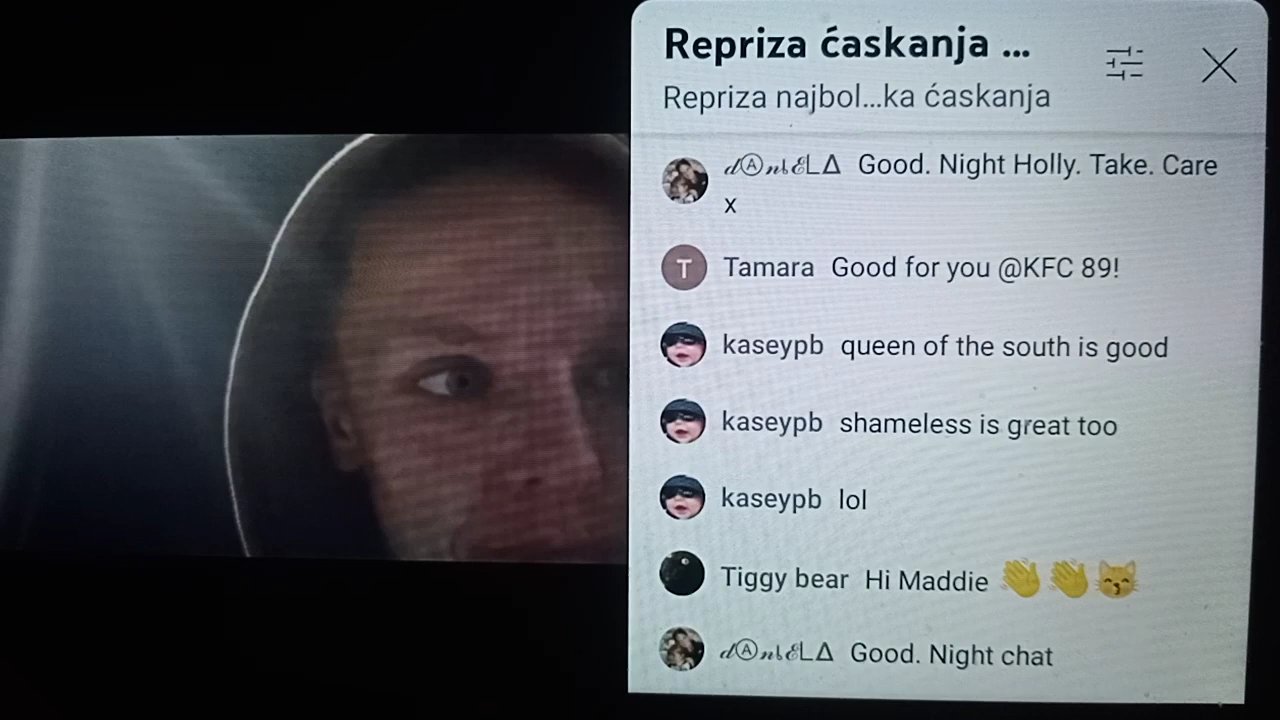 Repriza ćaskanja ...
Repriza najbol...ka ćaskanja
𝒹Ⓐ𝓃𝒾ℰLΔ Good. Night Holly. Take. Care
x
T
Tamara Good for you @KFC 89!
kaseypb queen of the south is good
kaseypb shameless is great too
kaseypb lol
Tiggy bear Hi Maddie 👋👋😽
𝒹Ⓐ𝓃𝒾ℰLΔ Good. Night chat